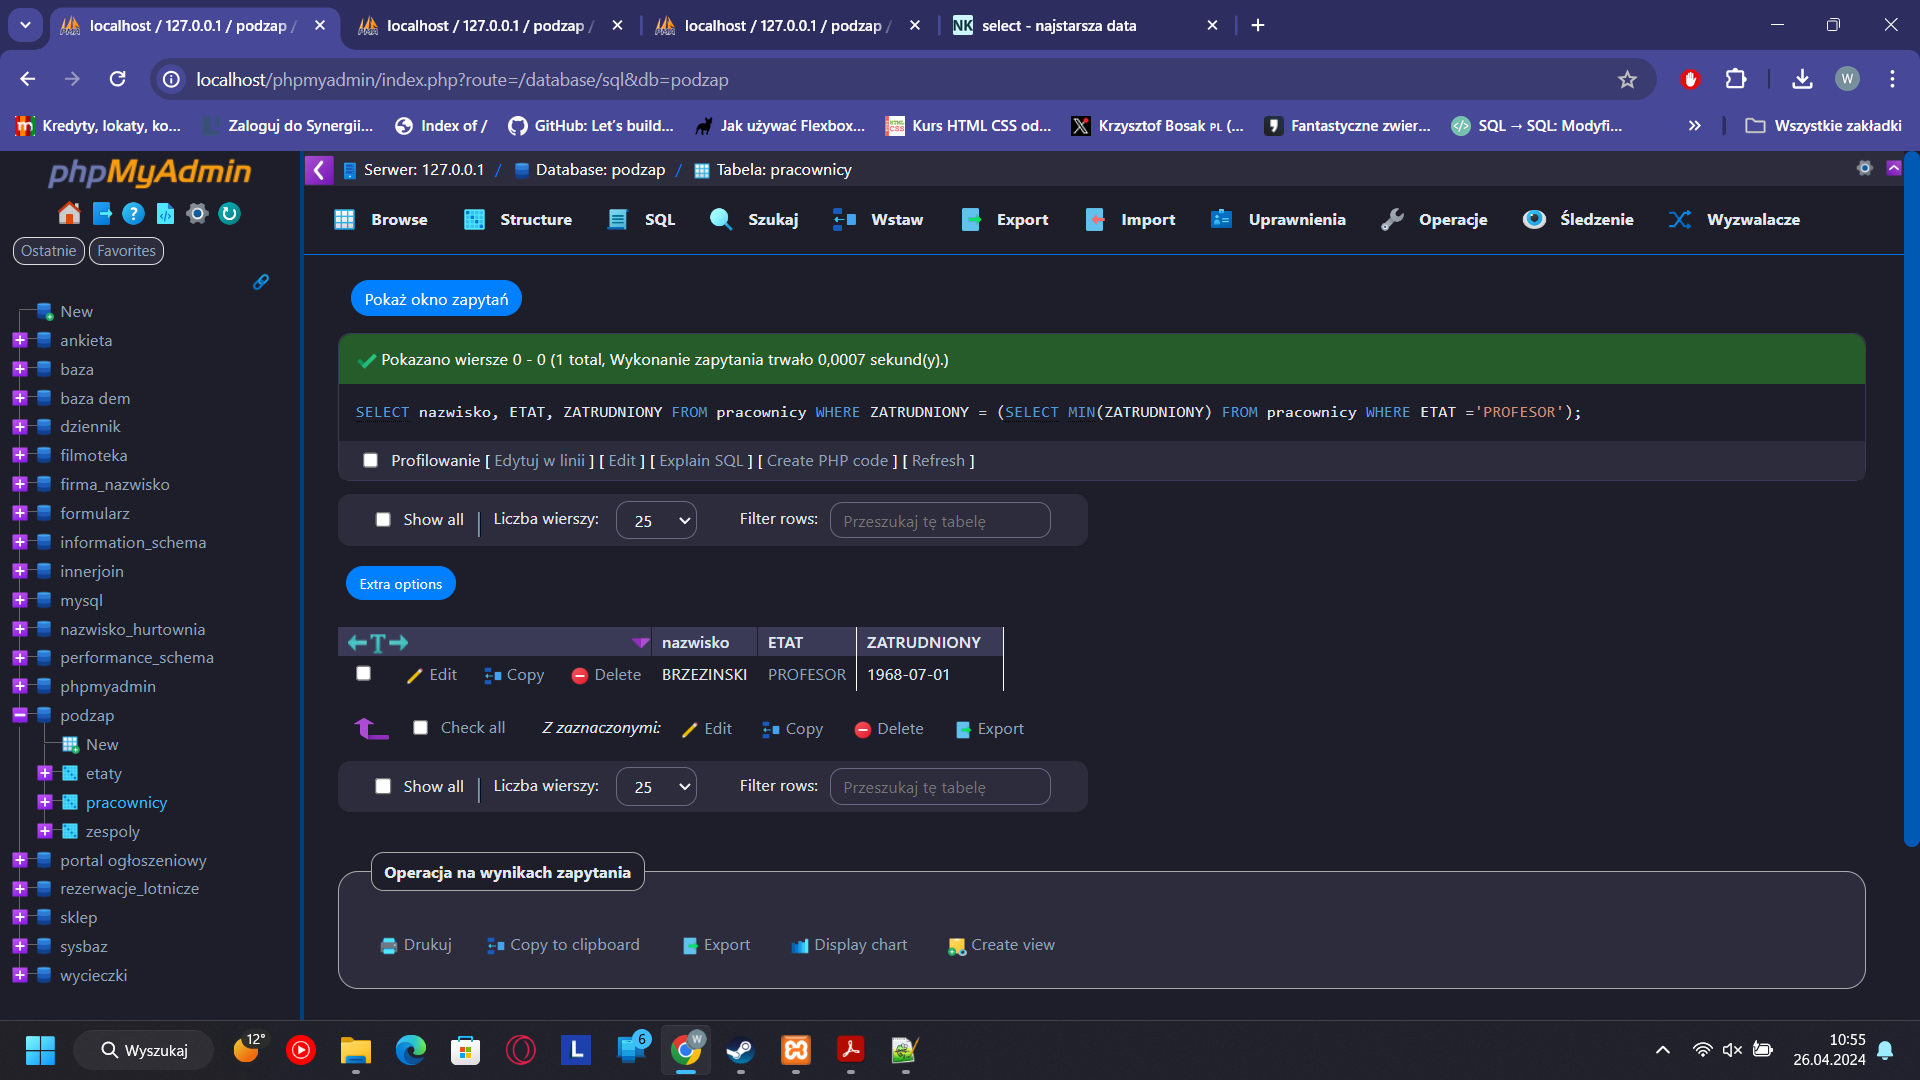 localhost / 127.0.0.1 / podzap /
localhost / 127.0.0.1 / podzap /
localhost / 127.0.0.1 / podzap /
NK select - najstarsza data
localhost/phpmyadmin/index.php?route=/database/sql&db=podzap
W
Kredyty, lokaty, ko...
Zaloguj do Synergii...
Index of /
GitHub: Let's build...
Jak używać Flexbox...
Kurs HTML CSS od...
Krzysztof Bosak PL (...
Fantastyczne zwier...
SQL → SQL: Modyfi...
»
Wszystkie zakładki
phpMyAdmin
Ostatnie
Favorites
New
ankieta
baza
baza dem
dziennik
filmoteka
firma_nazwisko
formularz
information_schema
innerjoin
mysql
nazwisko_hurtownia
performance_schema
phpmyadmin
podzap
New
etaty
pracownicy
zespoly
portal ogłoszeniowy
rezerwacje_lotnicze
sklep
sysbaz
wycieczki
Serwer: 127.0.0.1 / Database: podzap / Tabela: pracownicy
Browse
Structure
SQL
Szukaj
Wstaw
Export
Import
Uprawnienia
Operacje
Śledzenie
Wyzwalacze
Pokaż okno zapytań
Pokazano wiersze 0 - 0 (1 total, Wykonanie zapytania trwało 0,0007 sekund(y).)
SELECT nazwisko, ETAT, ZATRUDNIONY FROM pracownicy WHERE ZATRUDNIONY = (SELECT MIN(ZATRUDNIONY) FROM pracownicy WHERE ETAT ='PROFESOR');
Profilowanie [ Edytuj w linii ] [ Edit ] [ Explain SQL ] [ Create PHP code ] [ Refresh ]
Show all | Liczba wierszy: 25 Filter rows: Przeszukaj tę tabelę
Extra options
←T→ nazwisko ETAT ZATRUDNIONY
Edit Copy Delete BRZEZINSKI PROFESOR 1968-07-01
Check all Z zaznaczonymi: Edit Copy Delete Export
Show all | Liczba wierszy: 25 Filter rows: Przeszukaj tę tabelę
Operacja na wynikach zapytania
Drukuj
Copy to clipboard
Export
Display chart
Create view
Wyszukaj
12°
L
6
W
10:55
26.04.2024